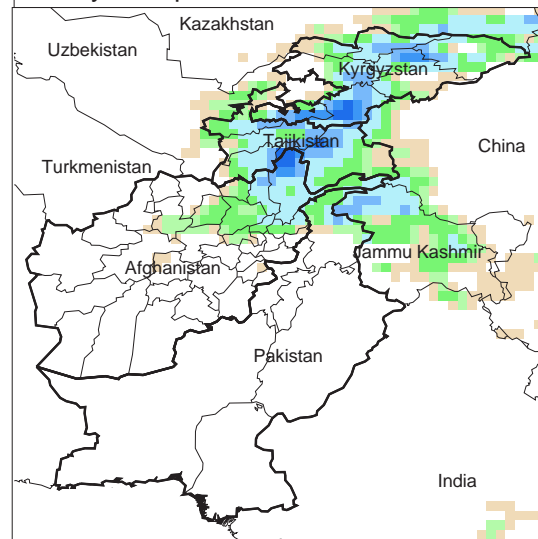 Kazakhstan
Uzbekistan
Kyrgyzstan
Tajikistan
China
Turkmenistan
Jammu Kashmir
Afghanistan
Pakistan
India